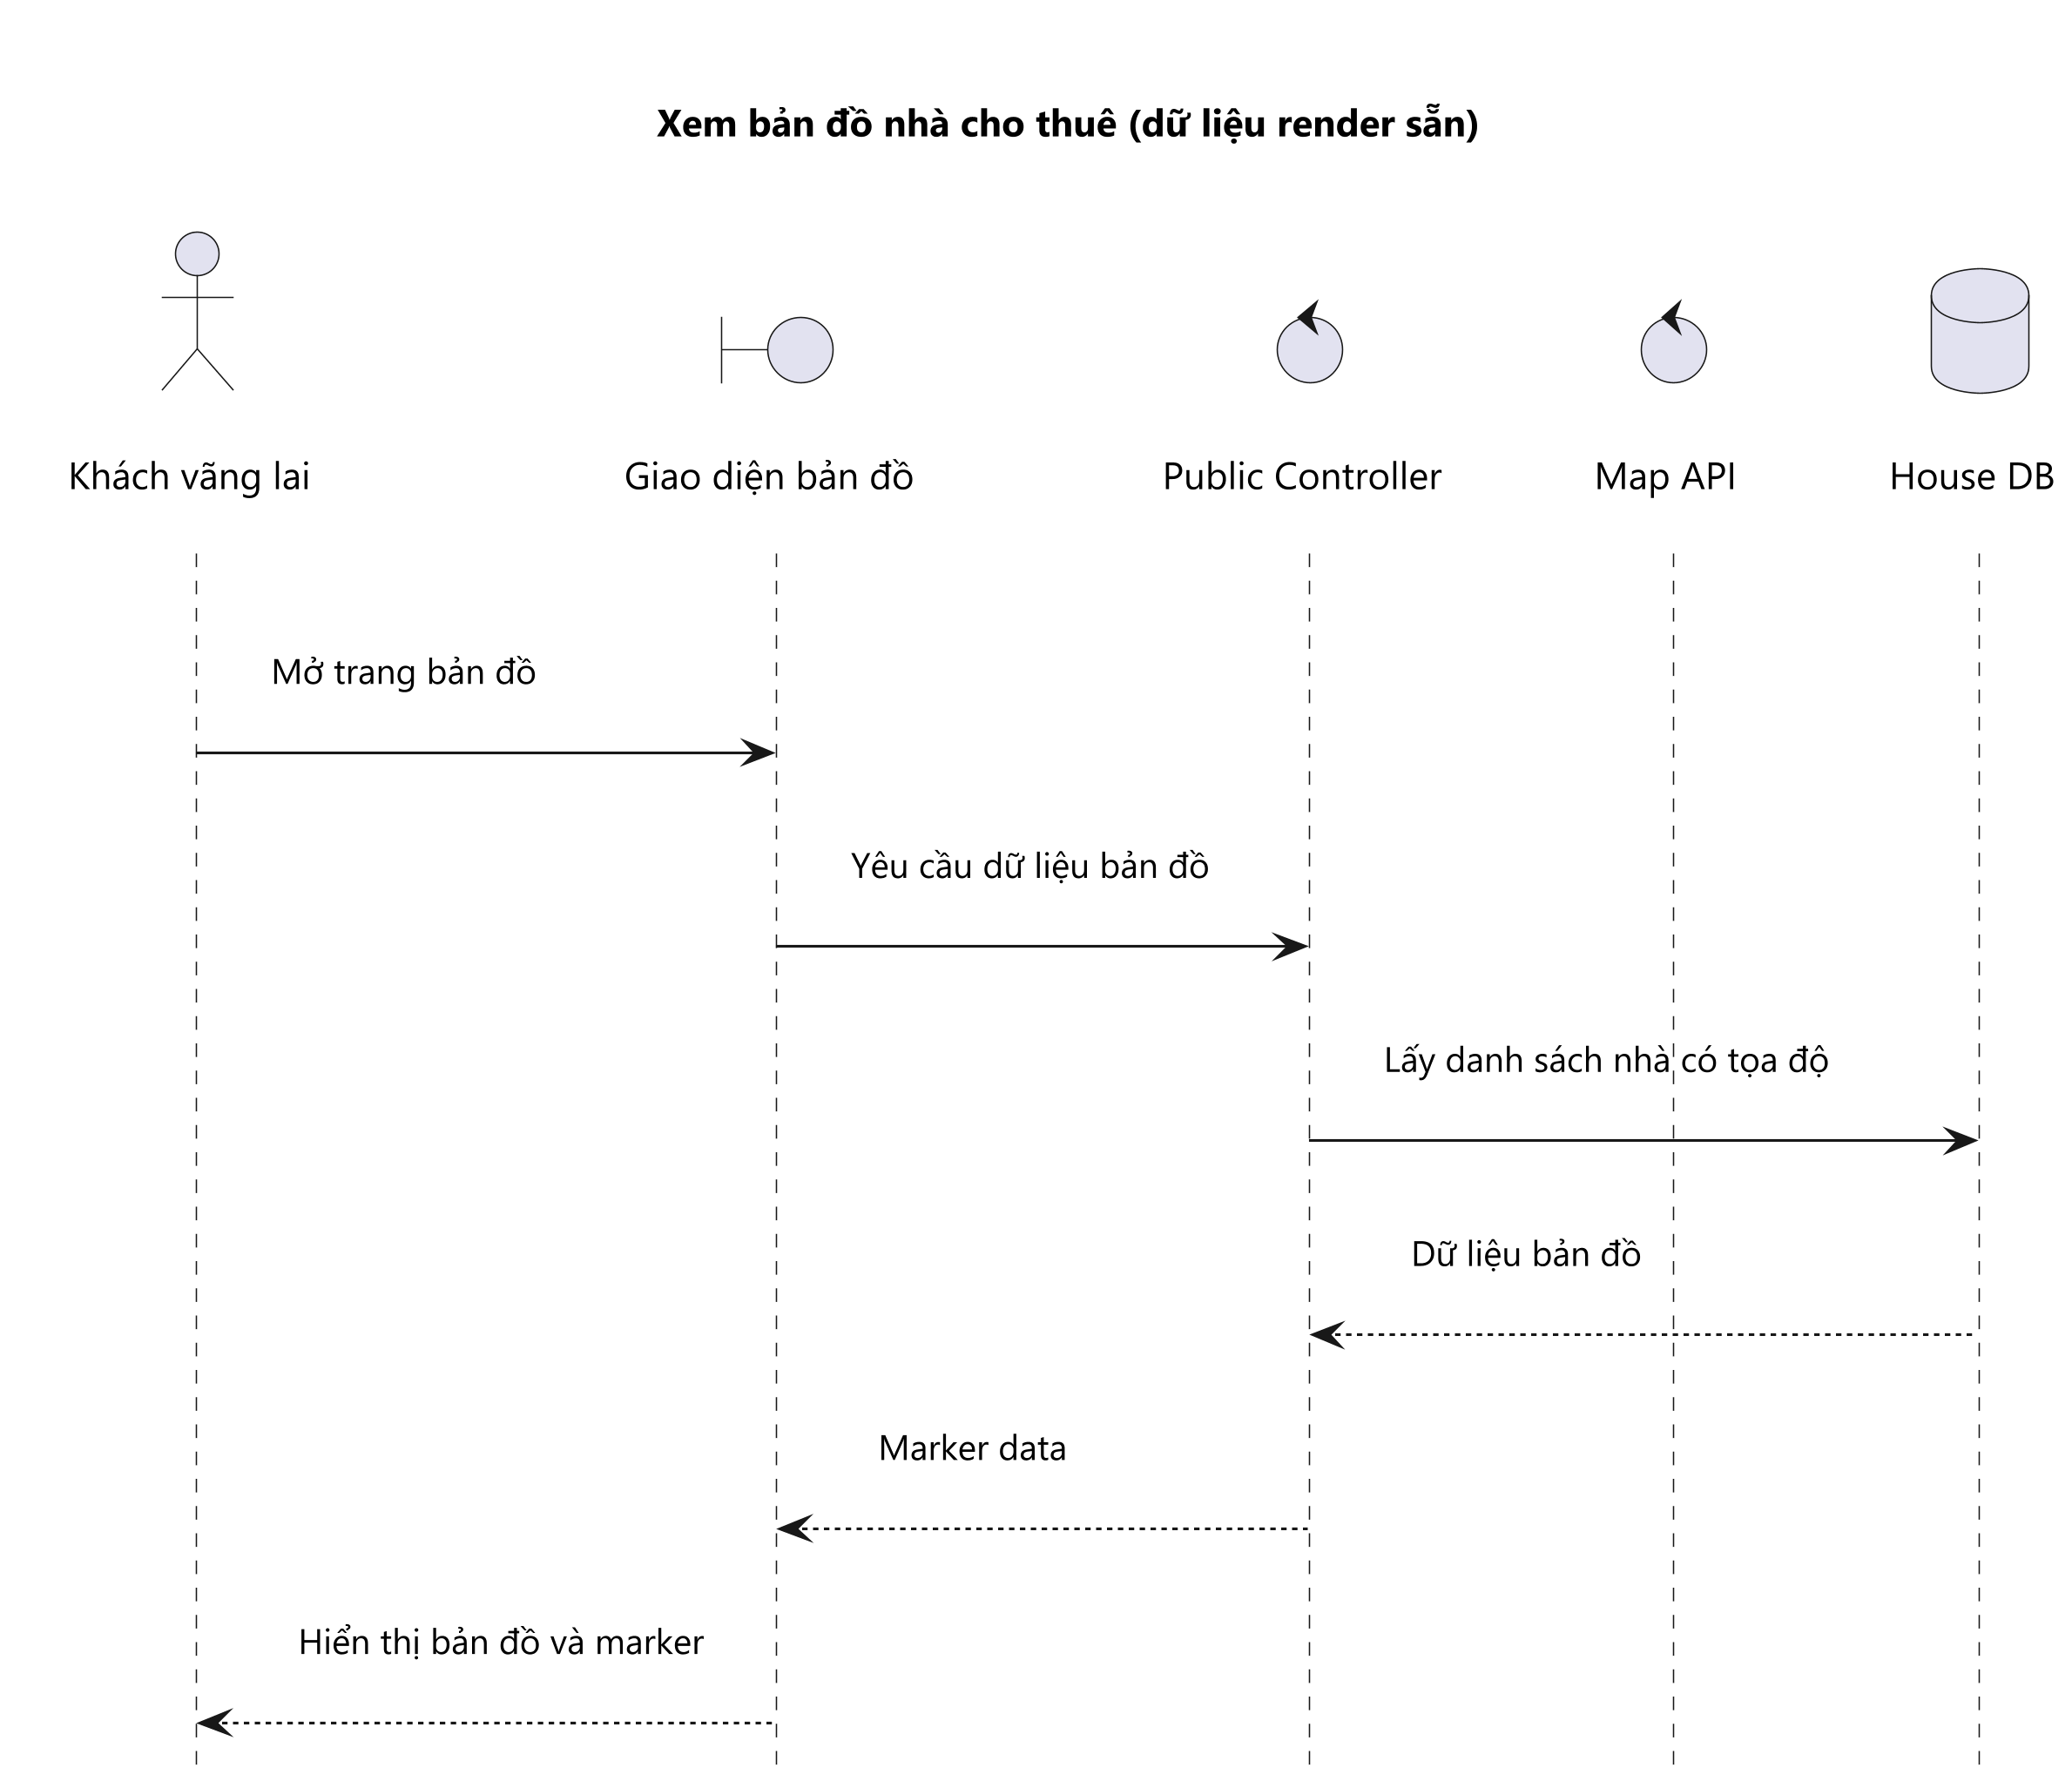 Xem bản đồ nhà cho thuê (dữ liệu render sẵn)
Khách vãng lai
Giao diện bản đồ
Public Controller
Map API
House DB
Mở trang bản đồ
Yêu cầu dữ liệu bản đồ
Lấy danh sách nhà có tọa độ
Dữ liệu bản đồ
Marker data
Hiển thị bản đồ và marker